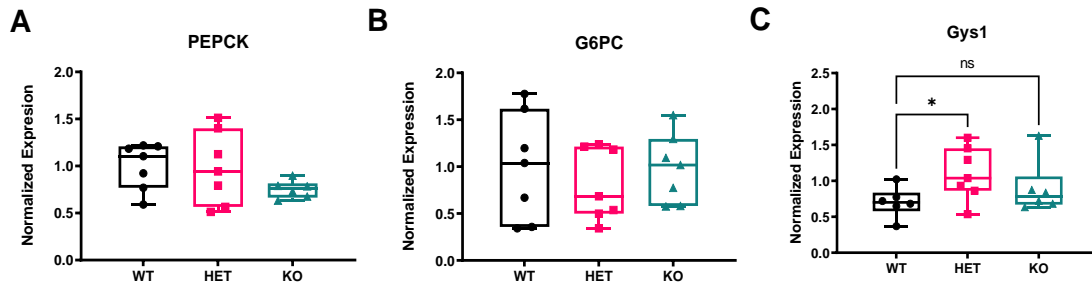 A
PEPCK
Normalized Expression
2.0
1.5
1.0
0.5
0.0
WT HET KO
B
G6PC
Normalized Expression
2.0
1.5
1.0
0.5
0.0
WT HET KO
C
Gys1
Normalized Expression
2.5
2.0
1.5
1.0
0.5
0.0
ns
*
WT HET KO